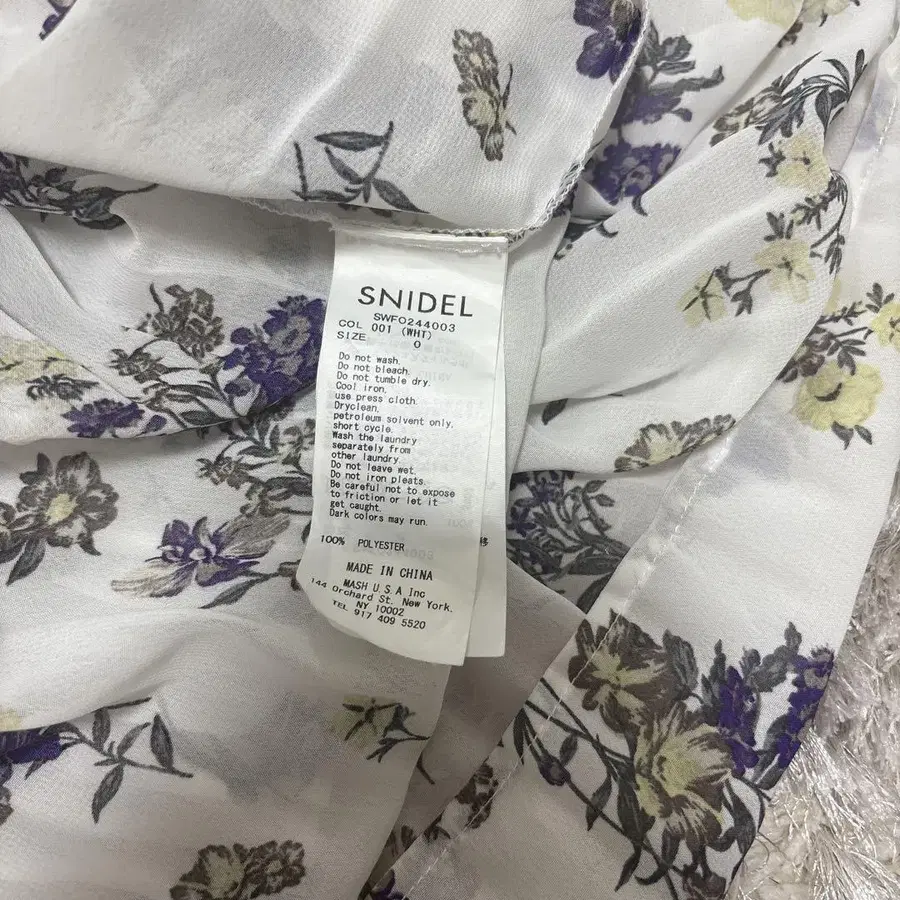 SNIDEL
SWFO244003
COL 001 (WHT)
SIZE 0
Do not wash.
Do not bleach.
Do not tumble dry.
Cool iron,
use press cloth.
Dryclean,
petroleum solvent only,
short cycle.
Wash the laundry
separately from
other laundry.
Do not leave wet.
Do not iron pleats.
Be careful not to expose
to friction or let it
get caught.
Dark colors may run.
100% POLYESTER
MADE IN CHINA
MASH U.S.A Inc
144 Orchard St. New York,
NY 10002
TEL 917 409 5520
移